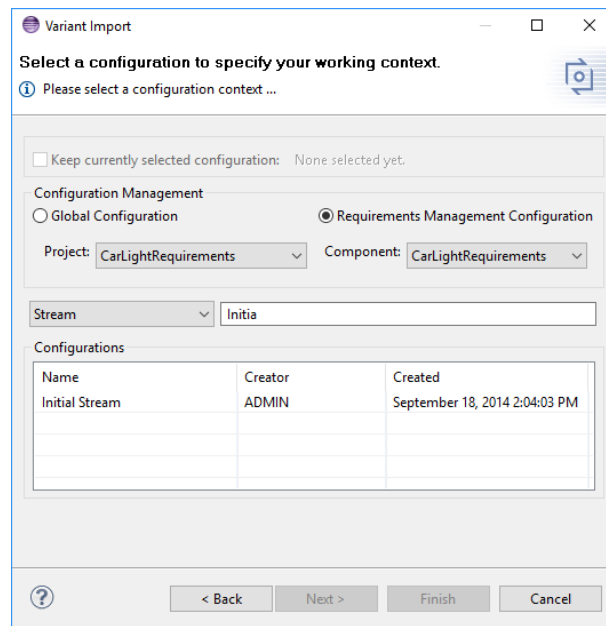 Variant Import
Select a configuration to specify your working context.
Please select a configuration context ...
Keep currently selected configuration: None selected yet.
Configuration Management
Global Configuration Requirements Management Configuration
Project: CarLightRequirements Component: CarLightRequirements
Stream Initia
Configurations
Name Creator Created
Initial Stream ADMIN September 18, 2014 2:04:03 PM
? < Back Next > Finish Cancel